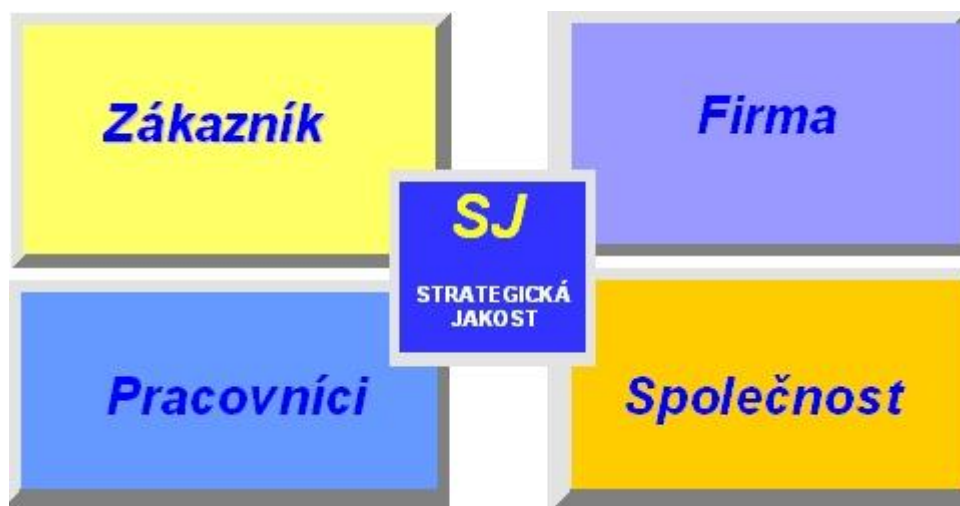 Zákazník
Firma
SJ
STRATEGICKÁ
JAKOST
Pracovníci
Společnost